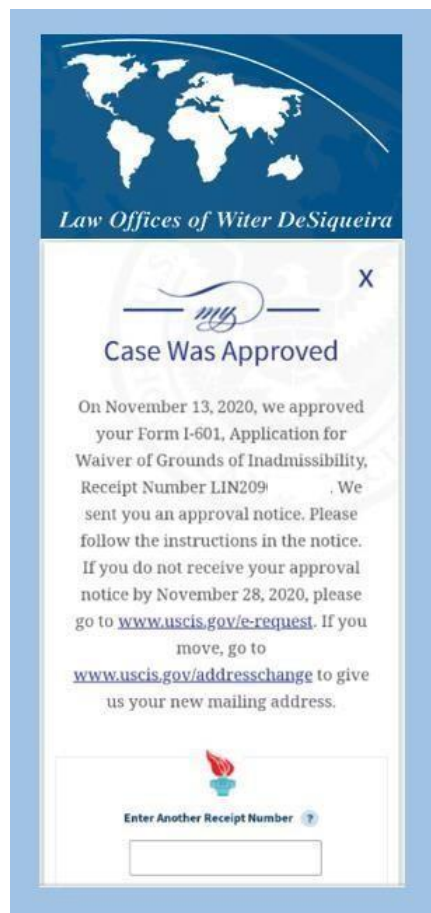 Law Offices of Witer DeSiqueira
X
my
Case Was Approved
On November 13, 2020, we approved
your Form I-601, Application for
Waiver of Grounds of Inadmissibility,
Receipt Number LIN209 . We
sent you an approval notice. Please
follow the instructions in the notice.
If you do not receive your approval
notice by November 28, 2020, please
go to www.uscis.gov/e-request. If you
move, go to
www.uscis.gov/addresschange to give
us your new mailing address.
Enter Another Receipt Number ?